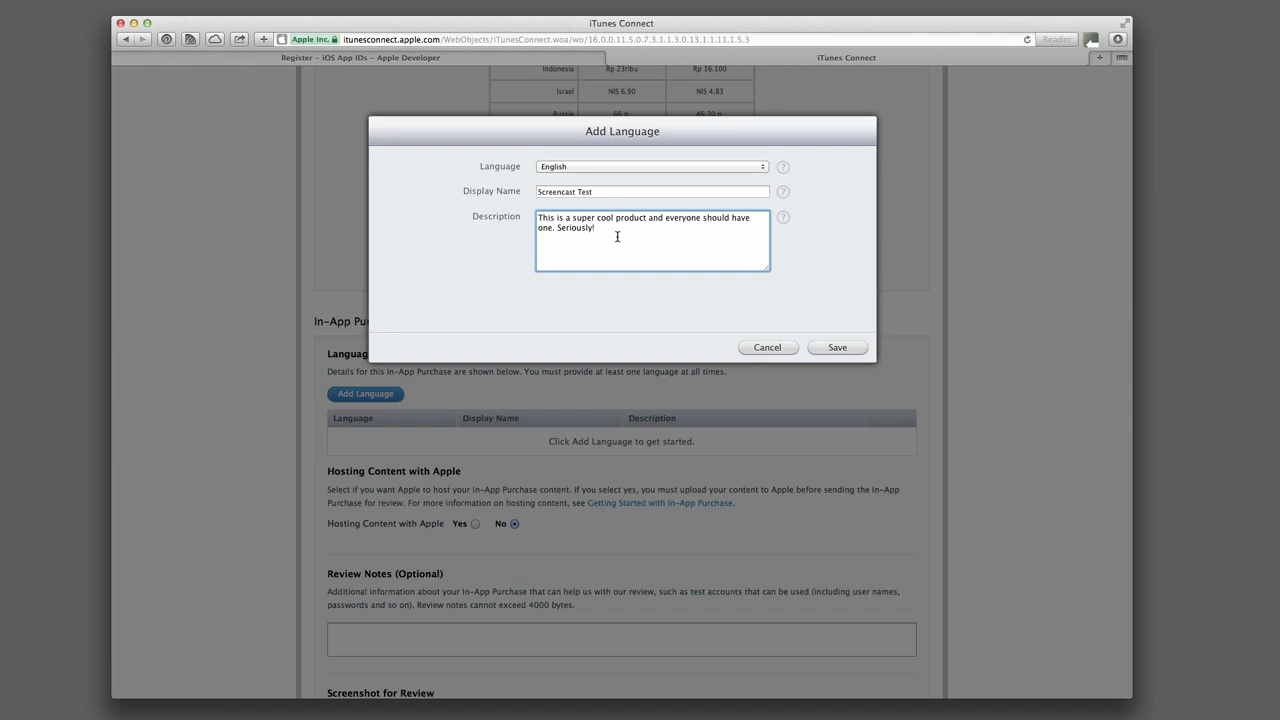 iTunes Connect
Apple Inc. itunesconnect.apple.com/WebObjects/iTunesConnect.woa/wo/16.0.0.11.5.0.7.3.1.1.3.0.13.1.1.11.1.5.3 Reader
Register – iOS App IDs – Apple Developer iTunes Connect +
Indonesia Rp 23ribu Rp 16.100
Israel NIS 6.90 NIS 4.83
Russia
Add Language
Language English ?
Display Name Screencast Test ?
Description This is a super cool product and everyone should have ?
one. Seriously!
Cancel Save
In-App Pu
Languag
Details for this In-App Purchase are shown below. You must provide at least one language at all times.
Add Language
Language Display Name Description
Click Add Language to get started.
Hosting Content with Apple
Select if you want Apple to host your In-App Purchase content. If you select yes, you must upload your content to Apple before sending the In-App
Purchase for review. For more information on hosting content, see Getting Started with In-App Purchase.
Hosting Content with Apple Yes No
Review Notes (Optional)
Additional information about your In-App Purchase that can help us with our review, such as test accounts that can be used (including user names,
passwords and so on). Review notes cannot exceed 4000 bytes.
Screenshot for Review